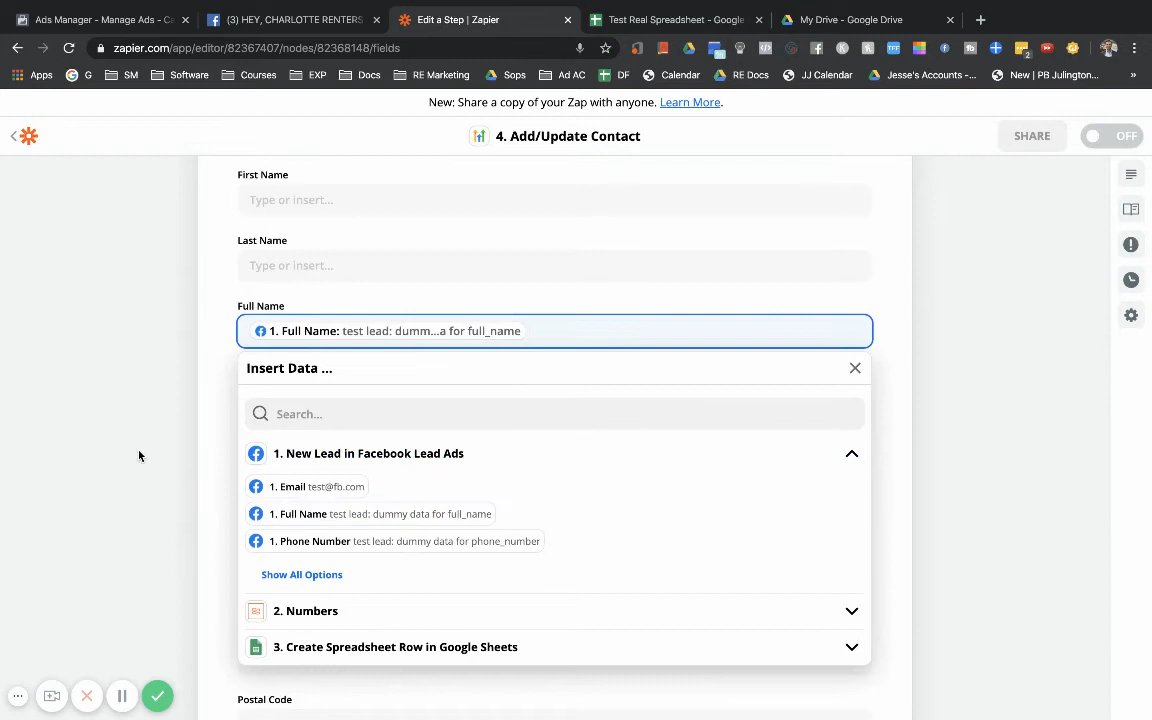 Ads Manager - Manage Ads - Ca
(3) HEY, CHARLOTTE RENTERS
Edit a Step | Zapier
Test Real Spreadsheet - Google
My Drive - Google Drive
zapier.com/app/editor/82367407/nodes/82368148/fields
Apps
G
SM
Software
Courses
EXP
Docs
RE Marketing
Sops
Ad AC
DF
Calendar
RE Docs
JJ Calendar
Jesse's Accounts -...
New | PB Julington...
»
New: Share a copy of your Zap with anyone. Learn More.
4. Add/Update Contact
SHARE
OFF
First Name
Type or insert...
Last Name
Type or insert...
Full Name
1. Full Name: test lead: dumm...a for full_name
Insert Data ...
Search...
1. New Lead in Facebook Lead Ads
1. Email test@fb.com
1. Full Name test lead: dummy data for full_name
1. Phone Number test lead: dummy data for phone_number
Show All Options
2. Numbers
3. Create Spreadsheet Row in Google Sheets
Postal Code